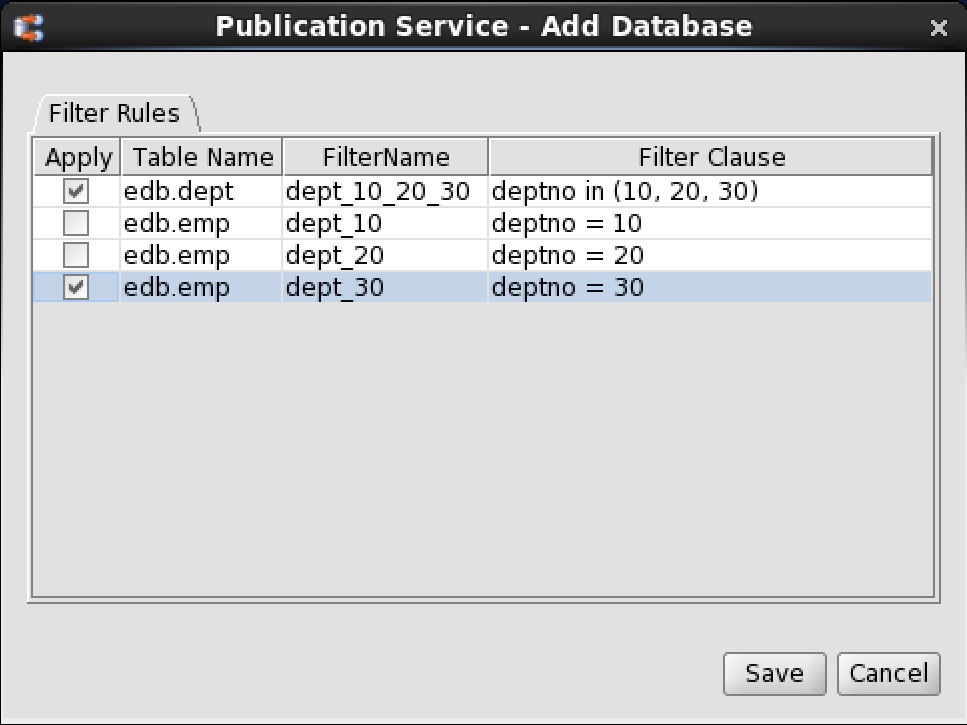 Publication Service - Add Database
Filter Rules
Apply Table Name FilterName Filter Clause
edb.dept dept_10_20_30 deptno in (10, 20, 30)
edb.emp dept_10 deptno = 10
edb.emp dept_20 deptno = 20
edb.emp dept_30 deptno = 30
Save Cancel